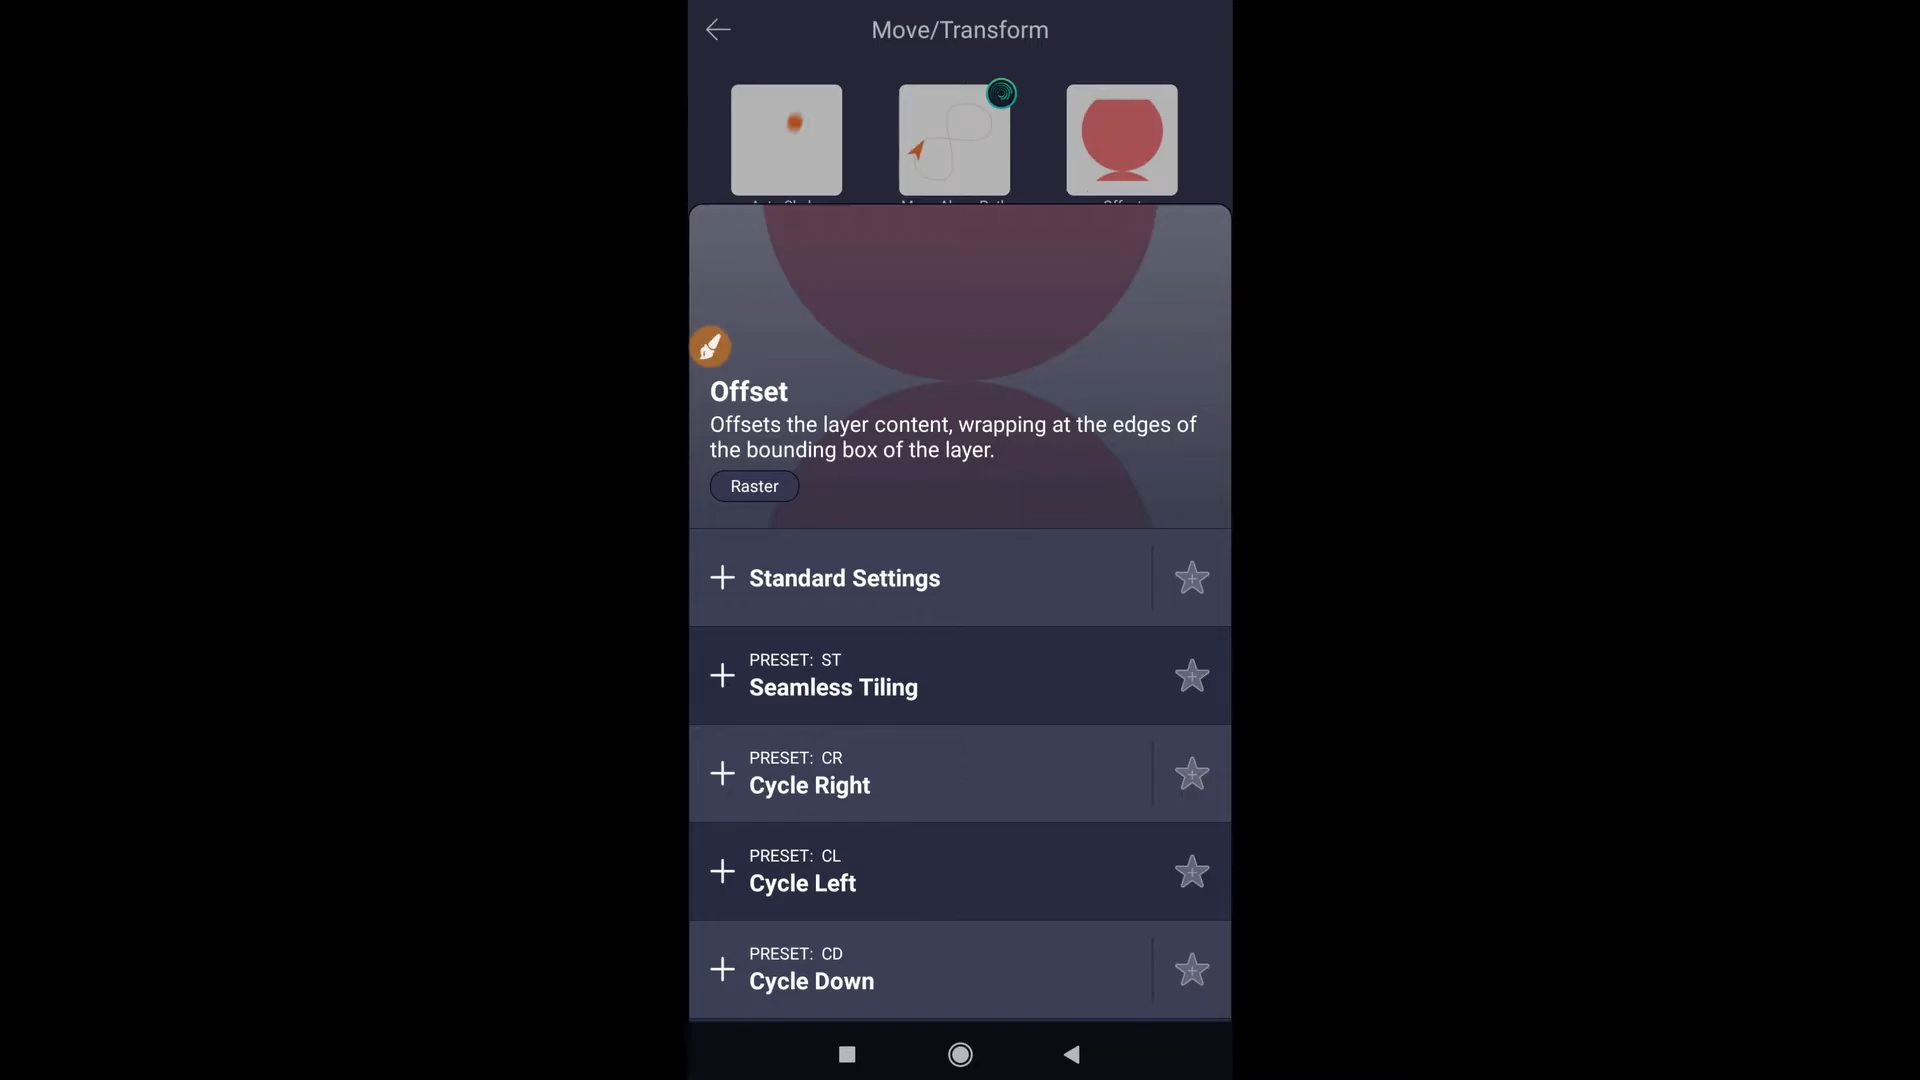 Move/Transform
Offset
Offsets the layer content, wrapping at the edges of
the bounding box of the layer.
Raster
Standard Settings
PRESET: ST
Seamless Tiling
PRESET: CR
Cycle Right
PRESET: CL
Cycle Left
PRESET: CD
Cycle Down